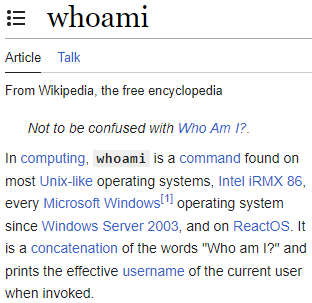 whoami
Article Talk
From Wikipedia, the free encyclopedia
Not to be confused with Who Am I?.
In computing, whoami is a command found on
most Unix-like operating systems, Intel iRMX 86,
every Microsoft Windows[1] operating system
since Windows Server 2003, and on ReactOS. It
is a concatenation of the words "Who am I?" and
prints the effective username of the current user
when invoked.